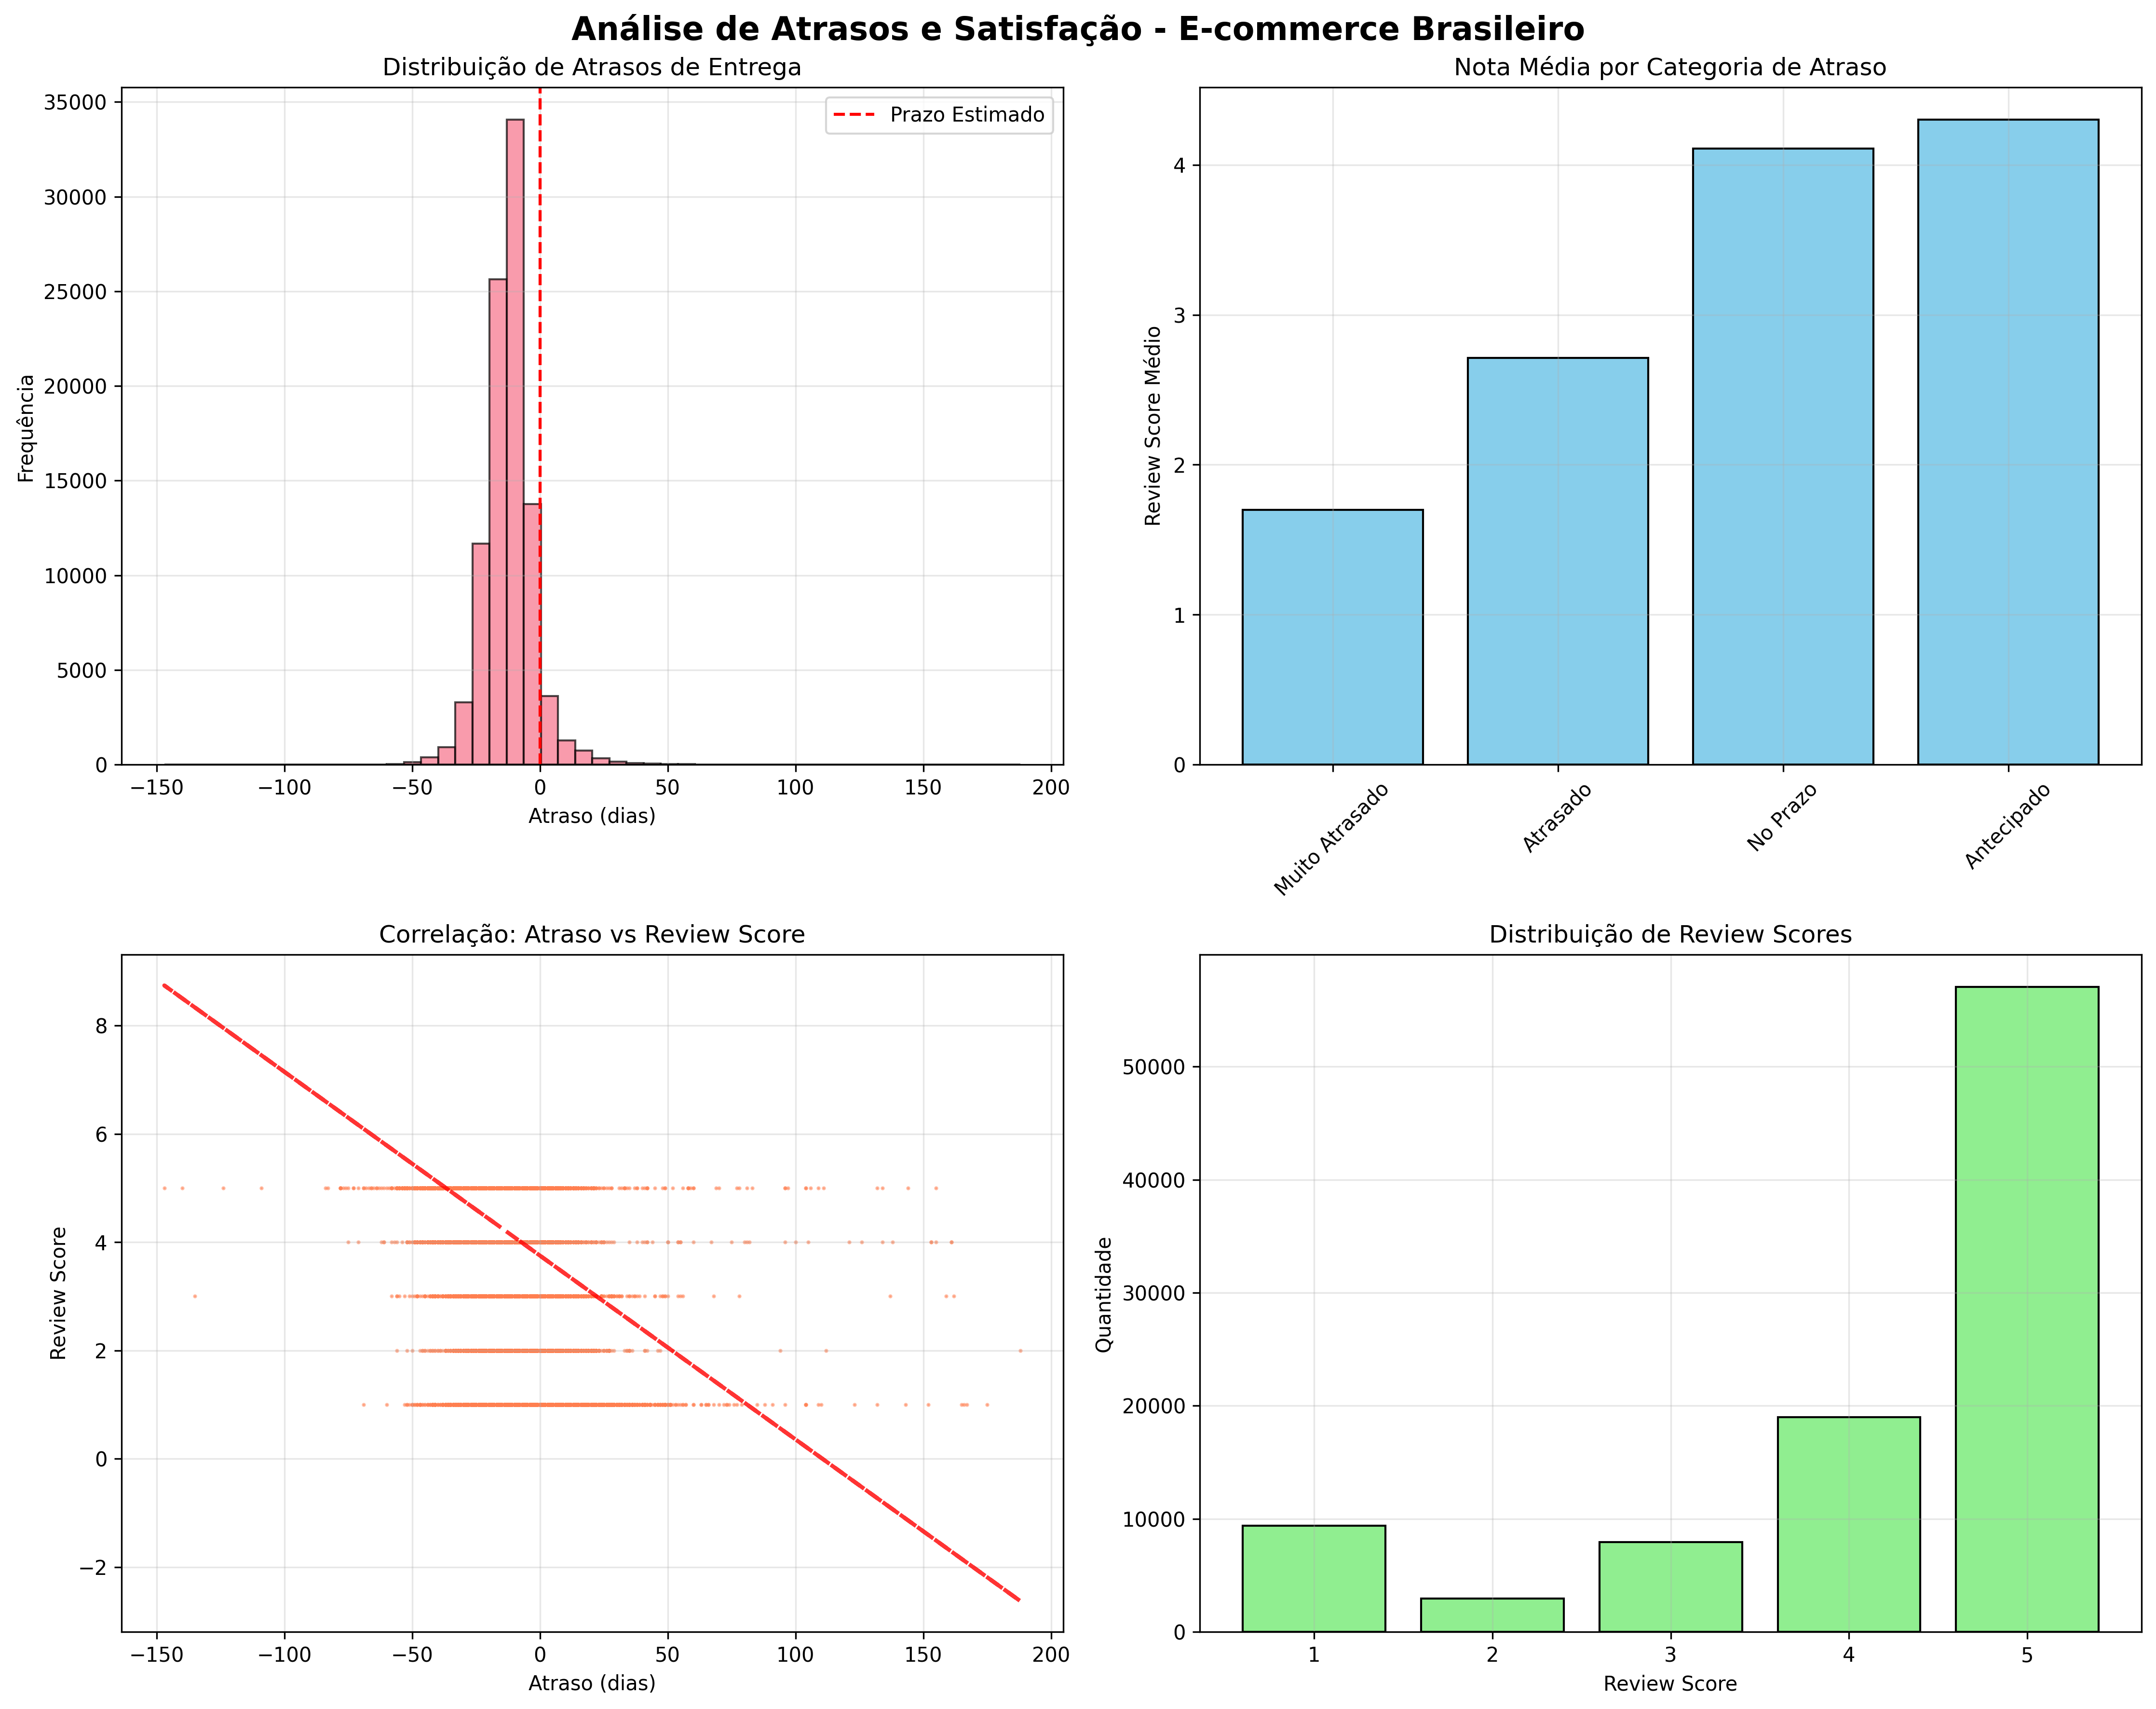 Análise de Atrasos e Satisfação - E-commerce Brasileiro
Distribuição de Atrasos de Entrega
Prazo Estimado
Frequência
35000
30000
25000
20000
15000
10000
5000
0
−150 −100 −50 0 50 100 150 200
Atraso (dias)
Nota Média por Categoria de Atraso
Review Score Médio
4
3
2
1
0
Muito Atrasado
Atrasado
No Prazo
Antecipado
Correlação: Atraso vs Review Score
Review Score
8
6
4
2
0
−2
−150 −100 −50 0 50 100 150 200
Atraso (dias)
Distribuição de Review Scores
Quantidade
50000
40000
30000
20000
10000
0
1 2 3 4 5
Review Score